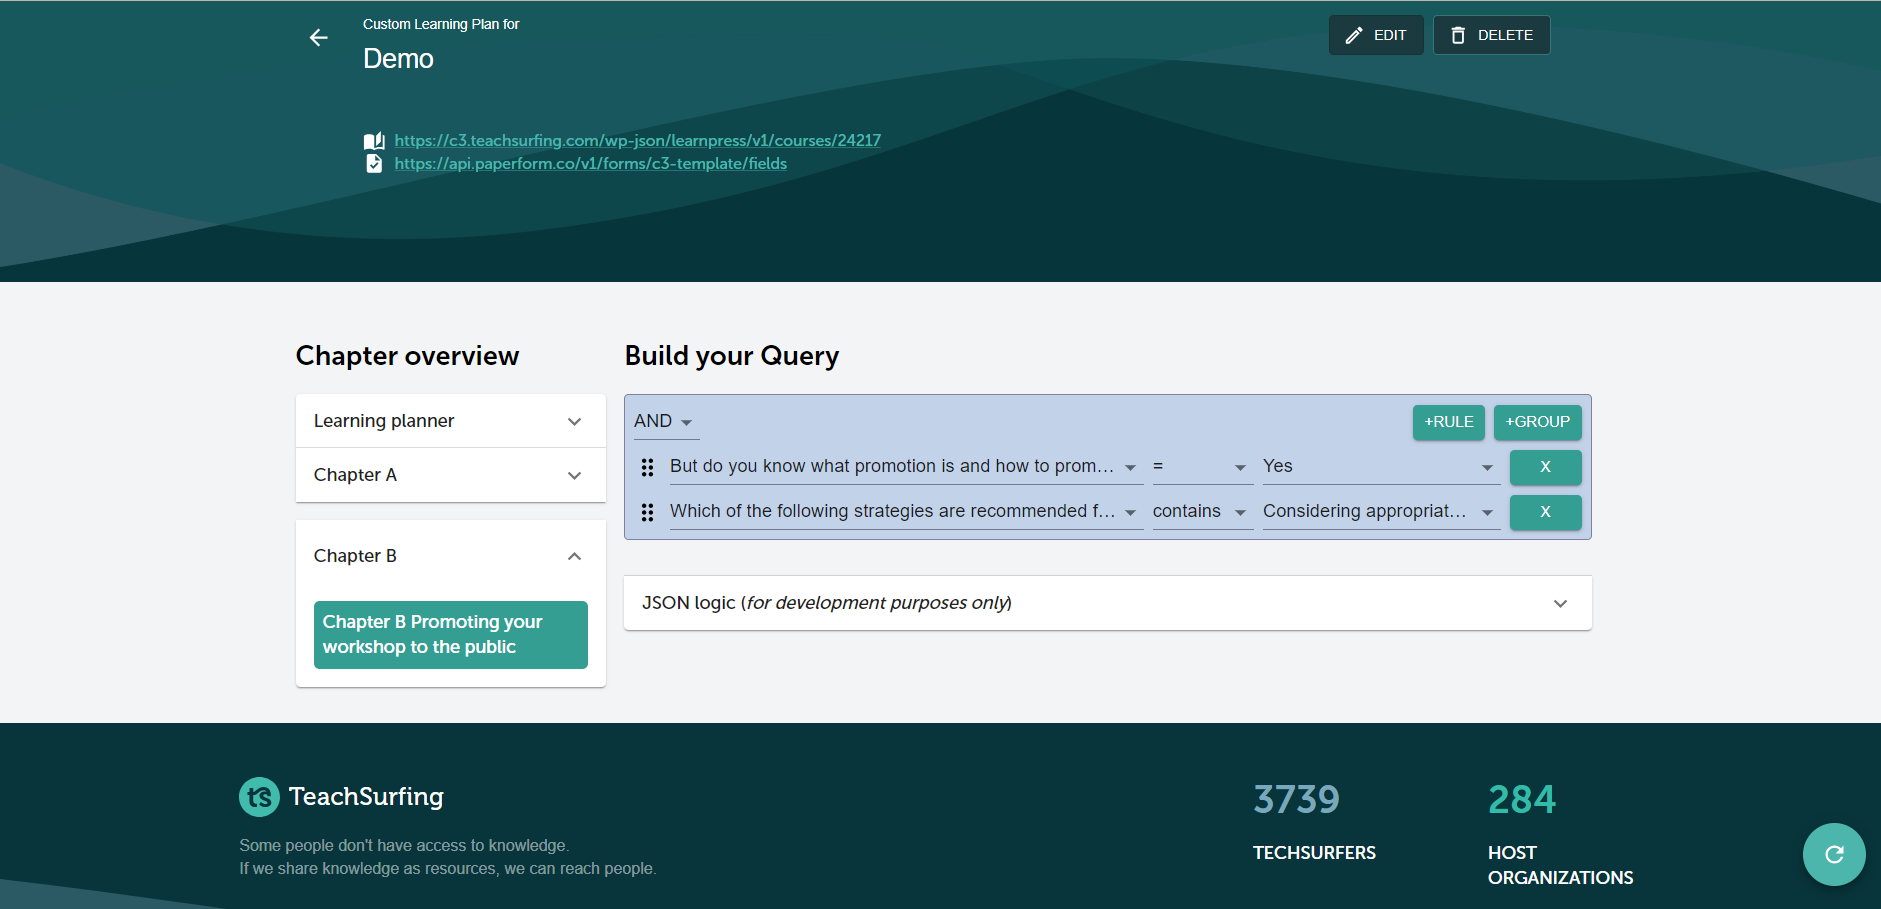 Custom Learning Plan for
Demo
EDIT
DELETE
https://c3.teachsurfing.com/wp-json/learnpress/v1/courses/24217
https://api.paperform.co/v1/forms/c3-template/fields
Chapter overview
Learning planner
Chapter A
Chapter B
Chapter B Promoting your
workshop to the public
Build your Query
AND
+RULE
+GROUP
But do you know what promotion is and how to prom...
=
Yes
X
Which of the following strategies are recommended f...
contains
Considering appropriat...
X
JSON logic (for development purposes only)
ts
TeachSurfing
Some people don't have access to knowledge.
If we share knowledge as resources, we can reach people.
3739
TECHSURFERS
284
HOST
ORGANIZATIONS